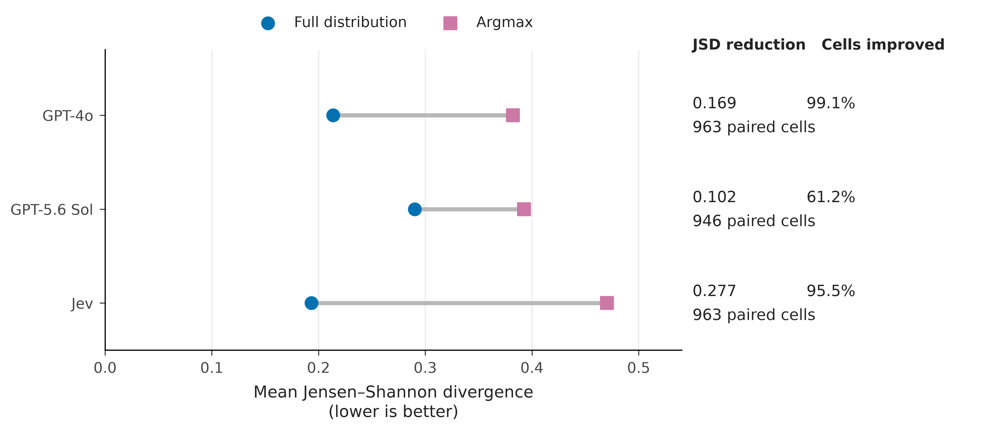 Full distribution Argmax
JSD reduction Cells improved
GPT-4o
0.169 99.1%
963 paired cells
GPT-5.6 Sol
0.102 61.2%
946 paired cells
Jev
0.277 95.5%
963 paired cells
0.0 0.1 0.2 0.3 0.4 0.5
Mean Jensen–Shannon divergence
(lower is better)